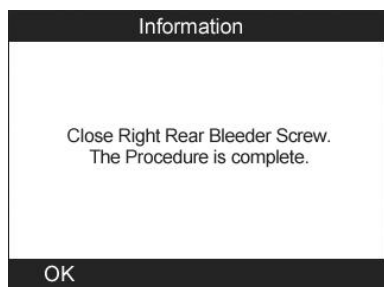 Information
Close Right Rear Bleeder Screw.
The Procedure is complete.
OK